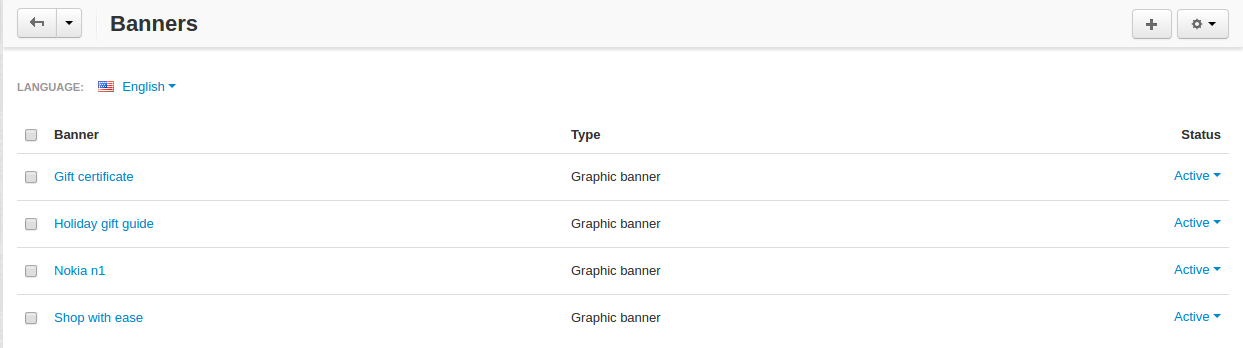 Banners
LANGUAGE: English
Banner Type Status
Gift certificate Graphic banner Active
Holiday gift guide Graphic banner Active
Nokia n1 Graphic banner Active
Shop with ease Graphic banner Active